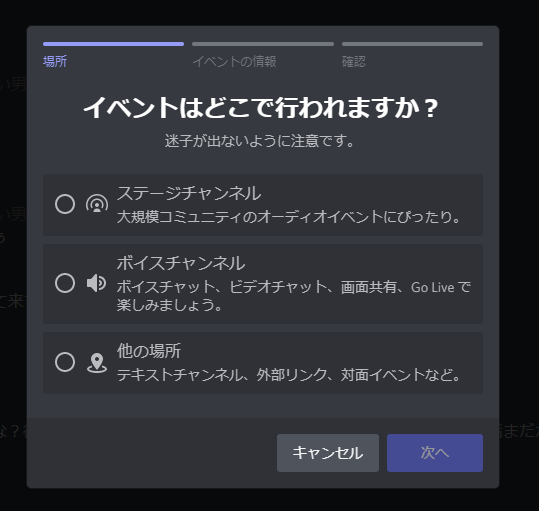 場所
イベントの情報
確認
イベントはどこで行われますか？
迷子が出ないように注意です。
ステージチャンネル
大規模コミュニティのオーディオイベントにぴったり。
ボイスチャンネル
ボイスチャット、ビデオチャット、画面共有、Go Live で
楽しみましょう。
他の場所
テキストチャンネル、外部リンク、対面イベントなど。
キャンセル
次へ